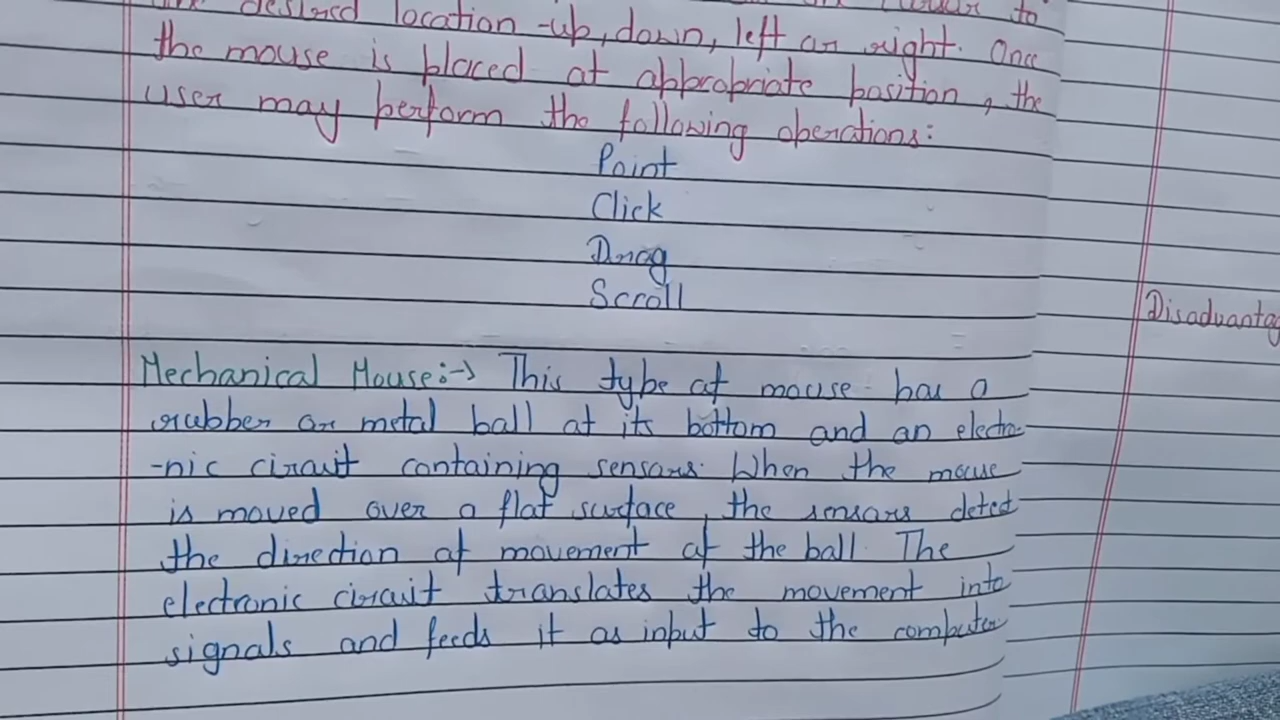 desired location -up, down, left or right. Once
the mouse is placed at appropriate position, the
user may perform the following operations:
Point
Click
Drag
Scroll
Mechanical Mouse:-> This type of mouse has a
rubber or metal ball at its bottom and an electro-
-nic circuit containing sensors. When the mouse
is moved over a flat surface, the sensors detect
the direction of movement of the ball. The
electronic circuit translates the movement into
signals and feeds it as input to the computer
Disadvantag